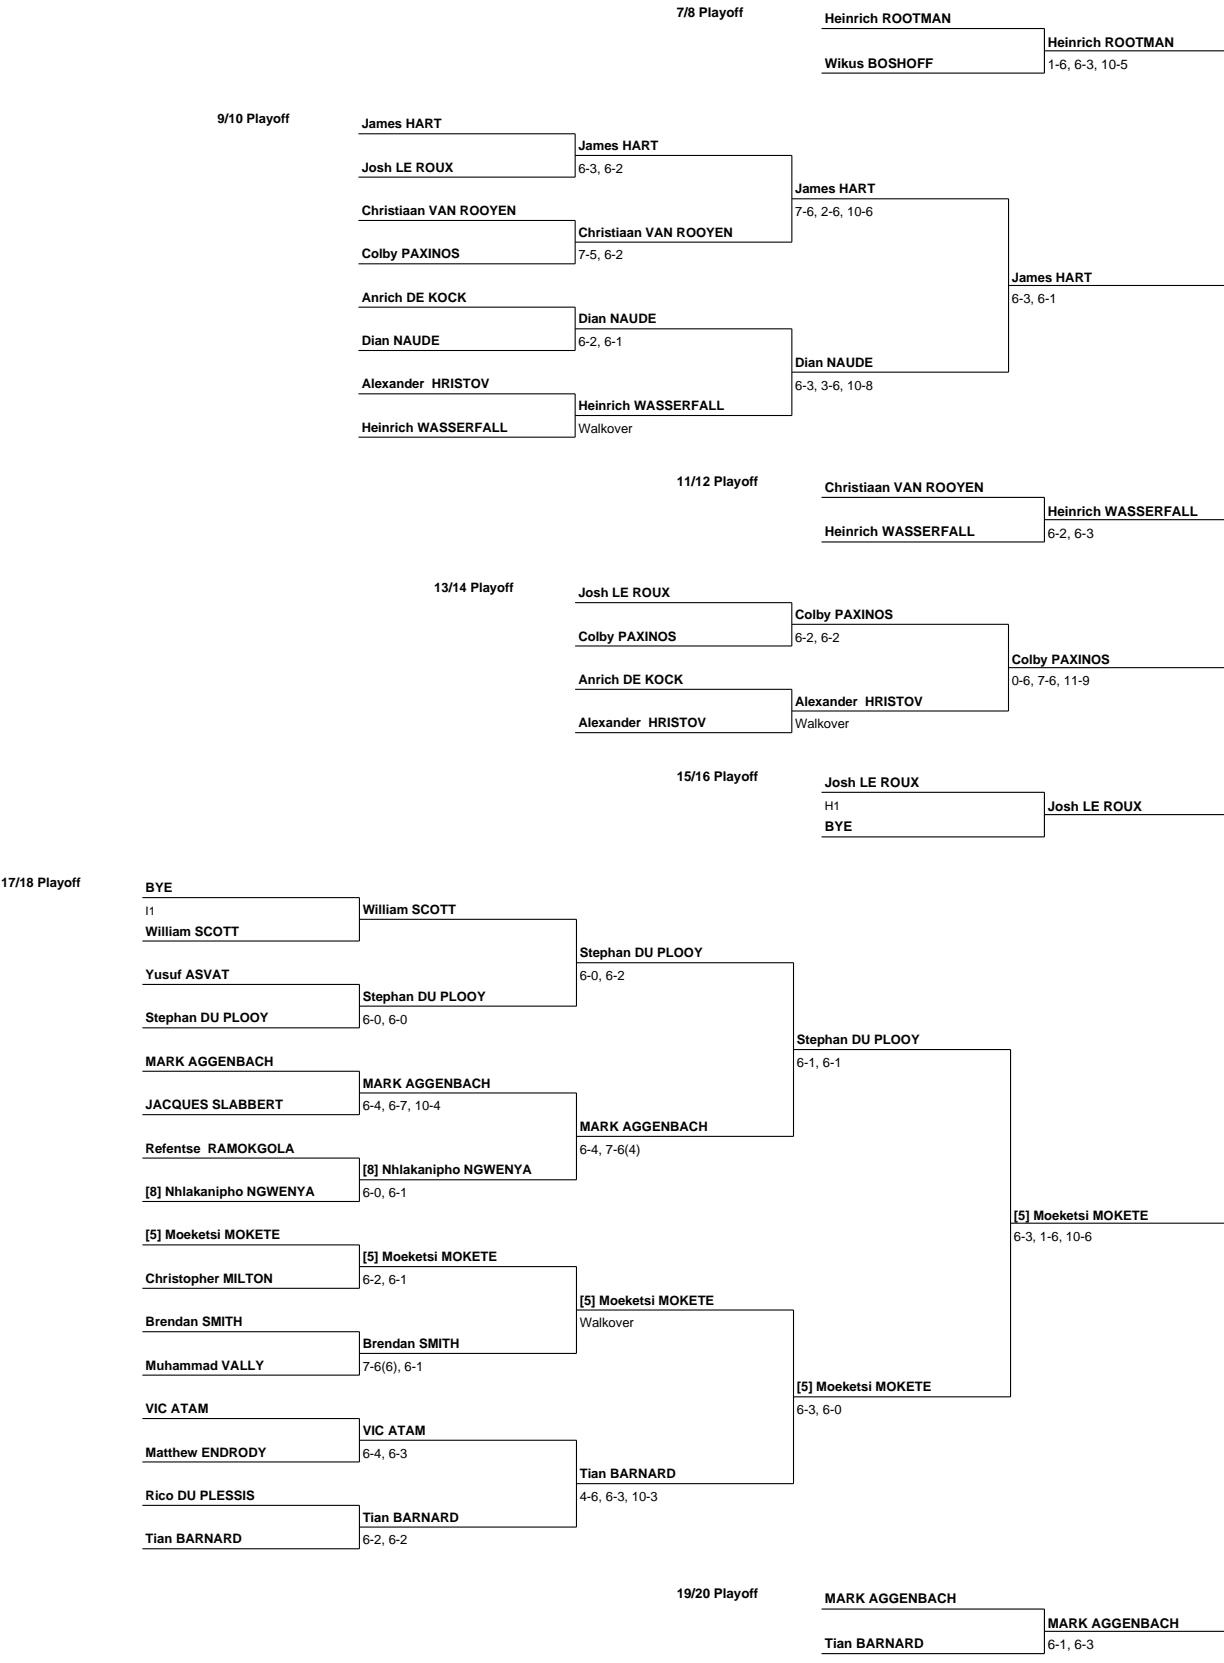 7/8 Playoff
Heinrich ROOTMAN
Heinrich ROOTMAN
Wikus BOSHOFF
1-6, 6-3, 10-5
9/10 Playoff
James HART
James HART
Josh LE ROUX
6-3, 6-2
James HART
Christiaan VAN ROOYEN
7-6, 2-6, 10-6
Christiaan VAN ROOYEN
Colby PAXINOS
7-5, 6-2
James HART
Anrich DE KOCK
6-3, 6-1
Dian NAUDE
Dian NAUDE
6-2, 6-1
Dian NAUDE
Alexander  HRISTOV
6-3, 3-6, 10-8
Heinrich WASSERFALL
Heinrich WASSERFALL
Walkover
11/12 Playoff
Christiaan VAN ROOYEN
Heinrich WASSERFALL
Heinrich WASSERFALL
6-2, 6-3
13/14 Playoff
Josh LE ROUX
Colby PAXINOS
Colby PAXINOS
6-2, 6-2
Colby PAXINOS
Anrich DE KOCK
0-6, 7-6, 11-9
Alexander  HRISTOV
Alexander  HRISTOV
Walkover
15/16 Playoff
Josh LE ROUX
H1
Josh LE ROUX
BYE
17/18 Playoff
BYE
I1
William SCOTT
William SCOTT
Stephan DU PLOOY
Yusuf ASVAT
6-0, 6-2
Stephan DU PLOOY
Stephan DU PLOOY
6-0, 6-0
Stephan DU PLOOY
MARK AGGENBACH
6-1, 6-1
MARK AGGENBACH
JACQUES SLABBERT
6-4, 6-7, 10-4
MARK AGGENBACH
Refentse  RAMOKGOLA
6-4, 7-6(4)
[8] Nhlakanipho NGWENYA
[8] Nhlakanipho NGWENYA
6-0, 6-1
[5] Moeketsi MOKETE
[5] Moeketsi MOKETE
6-3, 1-6, 10-6
[5] Moeketsi MOKETE
Christopher MILTON
6-2, 6-1
[5] Moeketsi MOKETE
Brendan SMITH
Walkover
Brendan SMITH
Muhammad VALLY
7-6(6), 6-1
[5] Moeketsi MOKETE
VIC ATAM
6-3, 6-0
VIC ATAM
Matthew ENDRODY
6-4, 6-3
Tian BARNARD
Rico DU PLESSIS
4-6, 6-3, 10-3
Tian BARNARD
Tian BARNARD
6-2, 6-2
19/20 Playoff
MARK AGGENBACH
MARK AGGENBACH
Tian BARNARD
6-1, 6-3